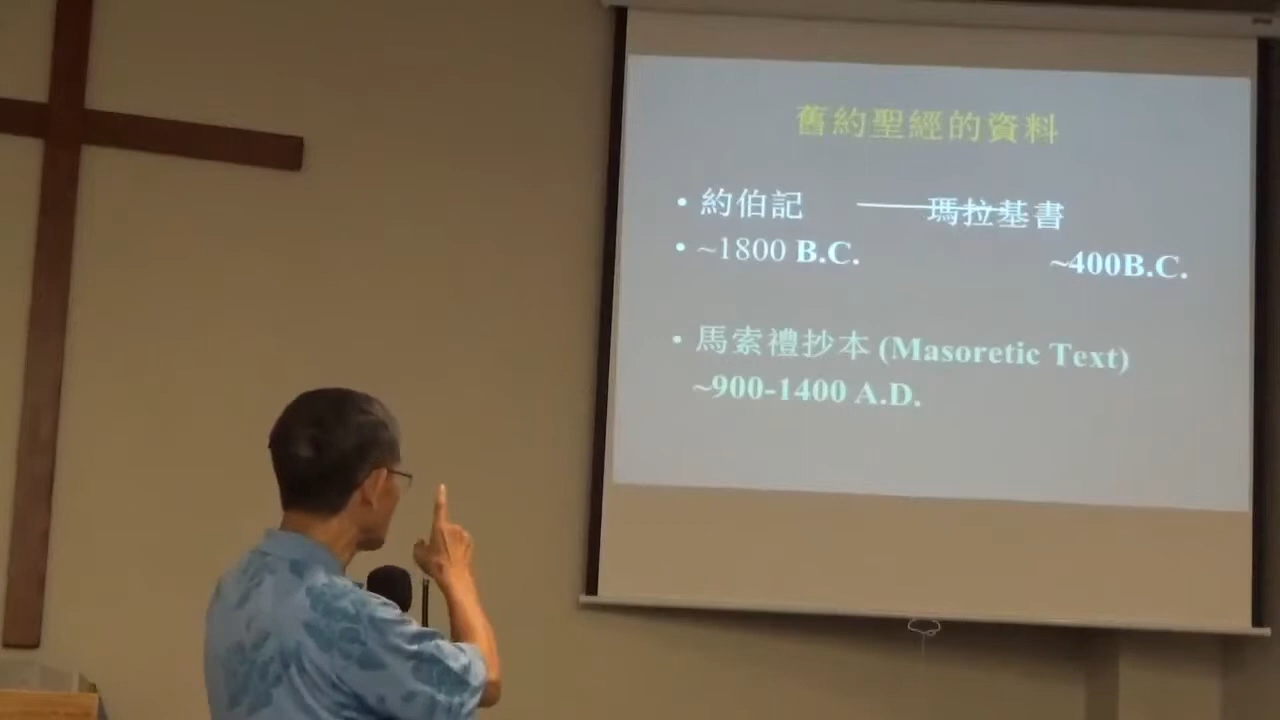 舊約聖經的資料
• 約伯記 —— 瑪拉基書
• ~1800 B.C. ~400B.C.
• 馬索禮抄本 (Masoretic Text)
~900-1400 A.D.